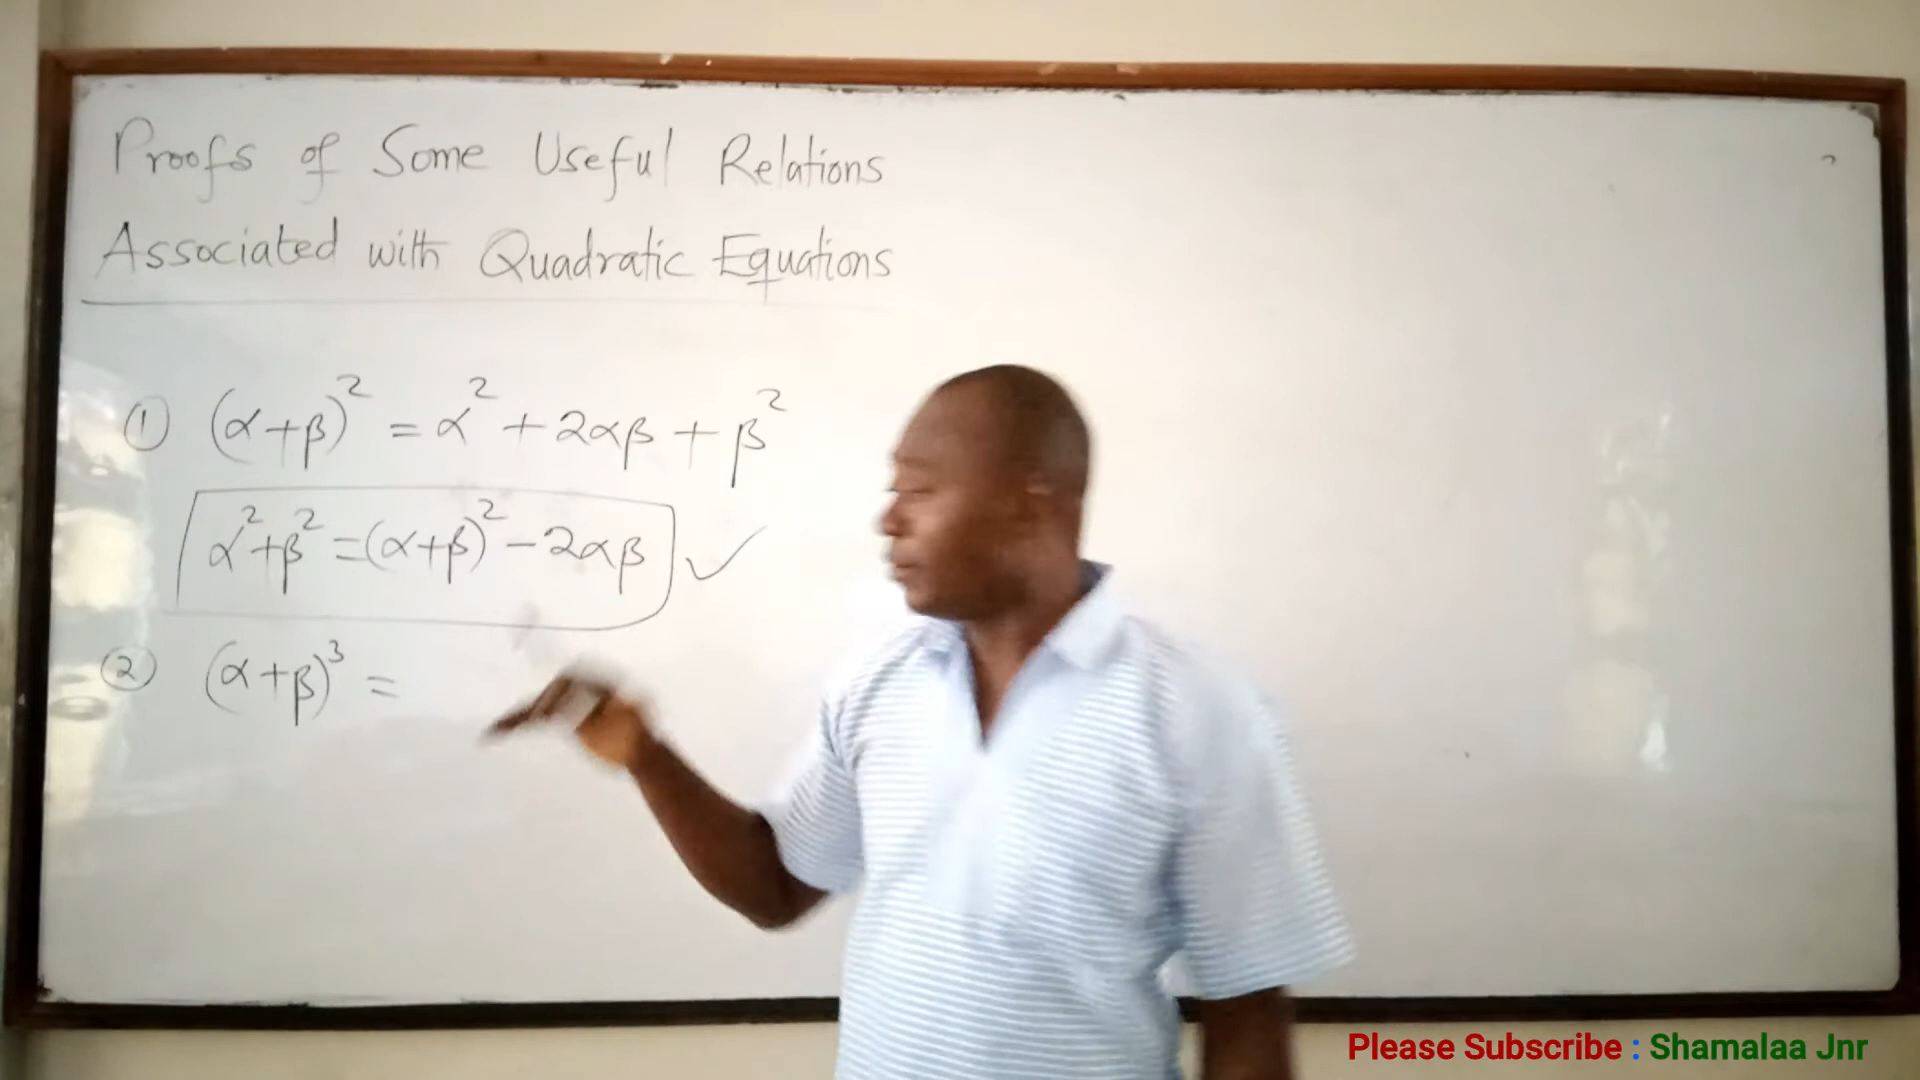 Proofs of Some Useful Relations
Associated with Quadratic Equations
① (α+β)² = α² + 2αβ + β²
α²+β² =(α+β)² − 2αβ ✓
② (α+β)³ =
Please Subscribe : Shamalaa Jnr